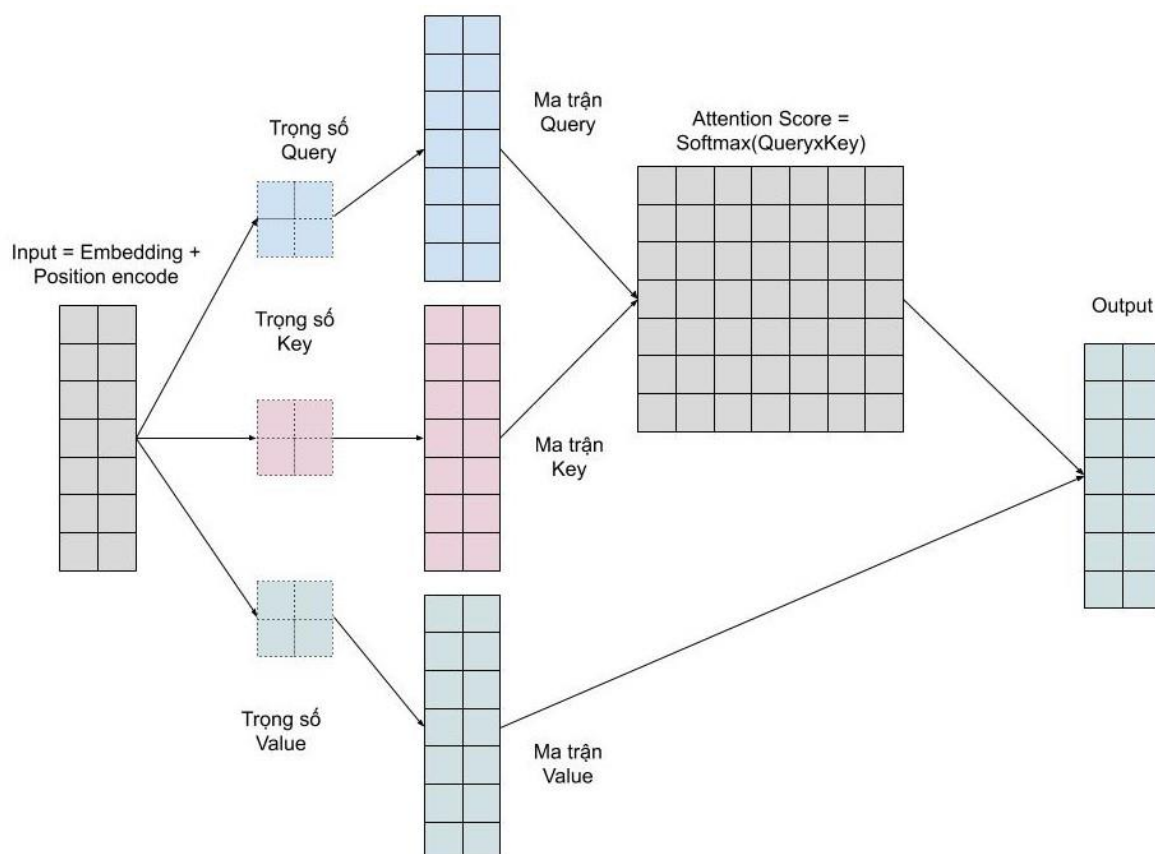 Input = Embedding +
Position encode
Trọng số
Query
Trọng số
Key
Trọng số
Value
Ma trận
Query
Ma trận
Key
Ma trận
Value
Attention Score =
Softmax(QueryxKey)
Output